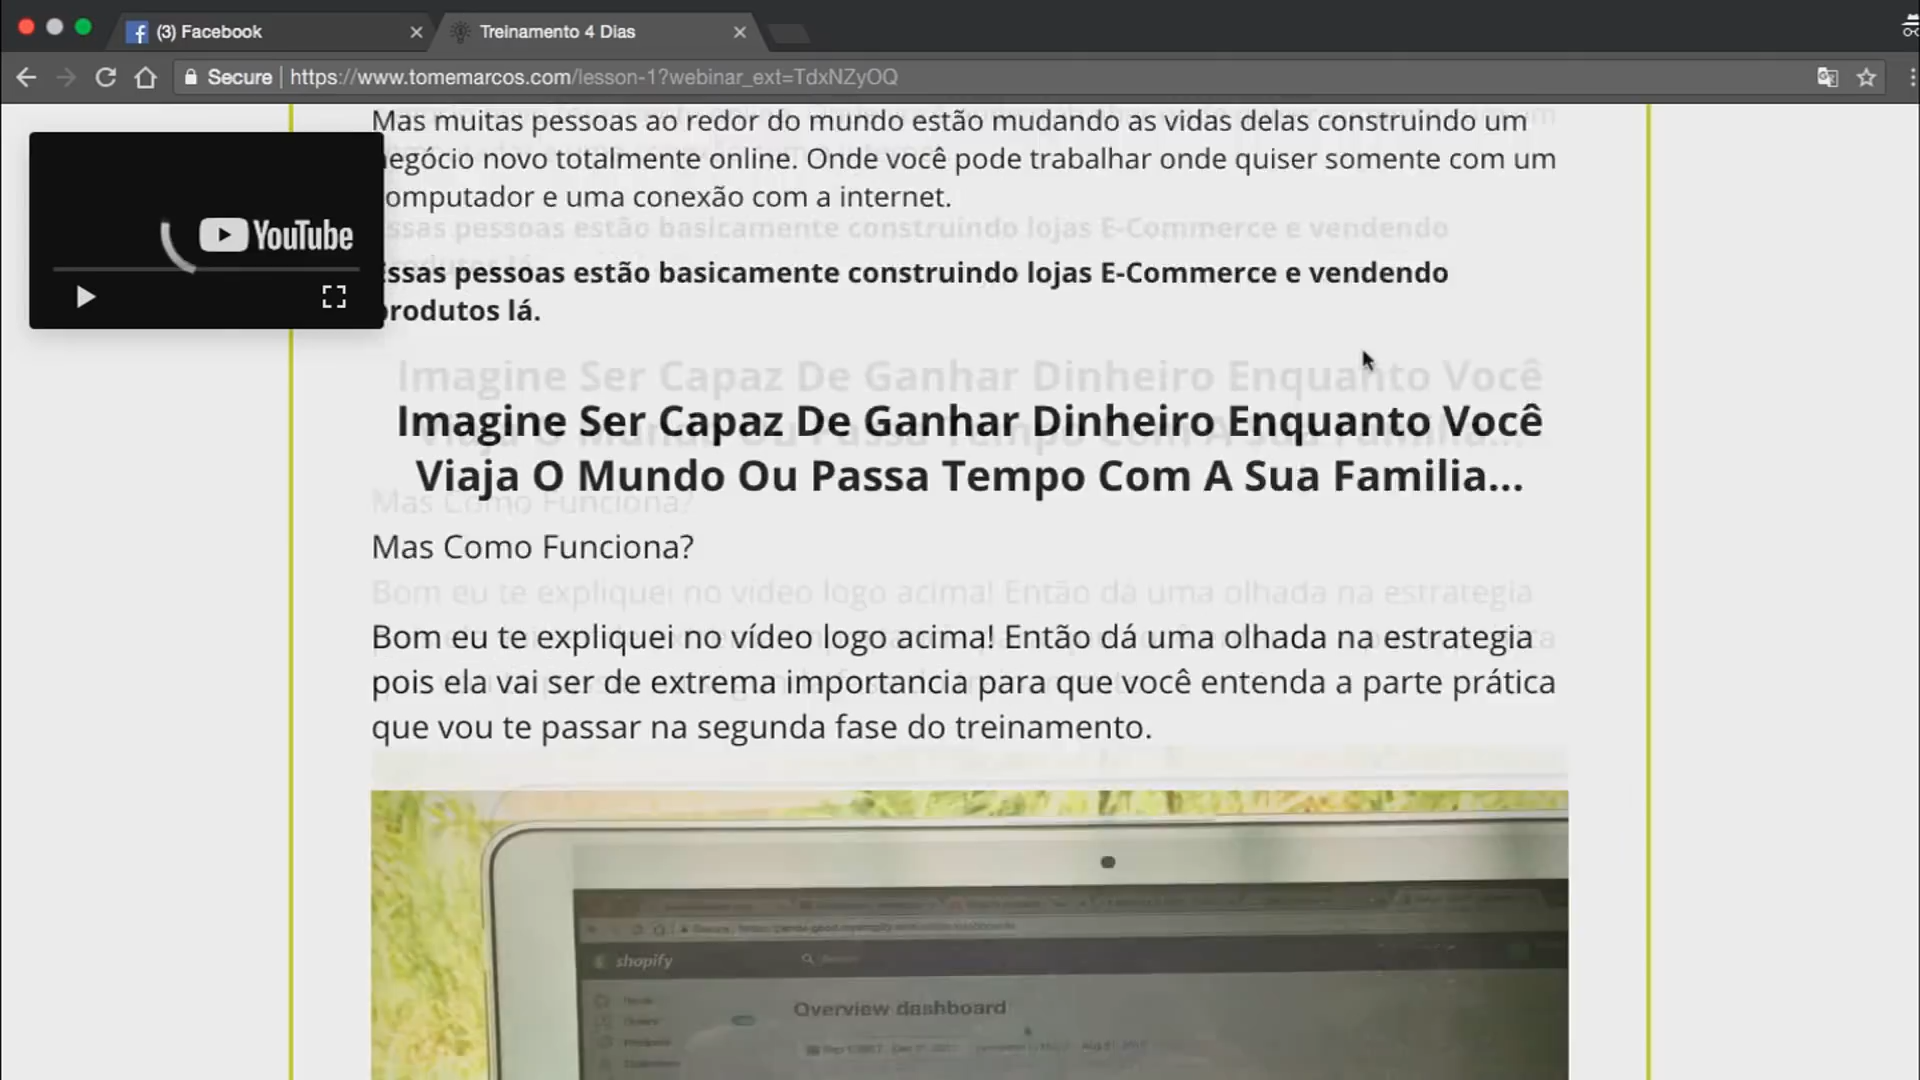 (3) Facebook
Treinamento 4 Dias
Secure
https://www.tomemarcos.com/lesson-1?webinar_ext=TdxNZyOQ
Mas muitas pessoas ao redor do mundo estão mudando as vidas delas construindo um
negócio novo totalmente online. Onde você pode trabalhar onde quiser somente com um
omputador e uma conexão com a internet.
YouTube
Essas pessoas estão basicamente construindo lojas E-Commerce e vendendo
produtos lá.
Imagine Ser Capaz De Ganhar Dinheiro Enquanto Você
Viaja O Mundo Ou Passa Tempo Com A Sua Familia...
Mas Como Funciona?
Bom eu te expliquei no vídeo logo acima! Então dá uma olhada na estrategia
pois ela vai ser de extrema importancia para que você entenda a parte prática
que vou te passar na segunda fase do treinamento.
shopify
Overview dashboard